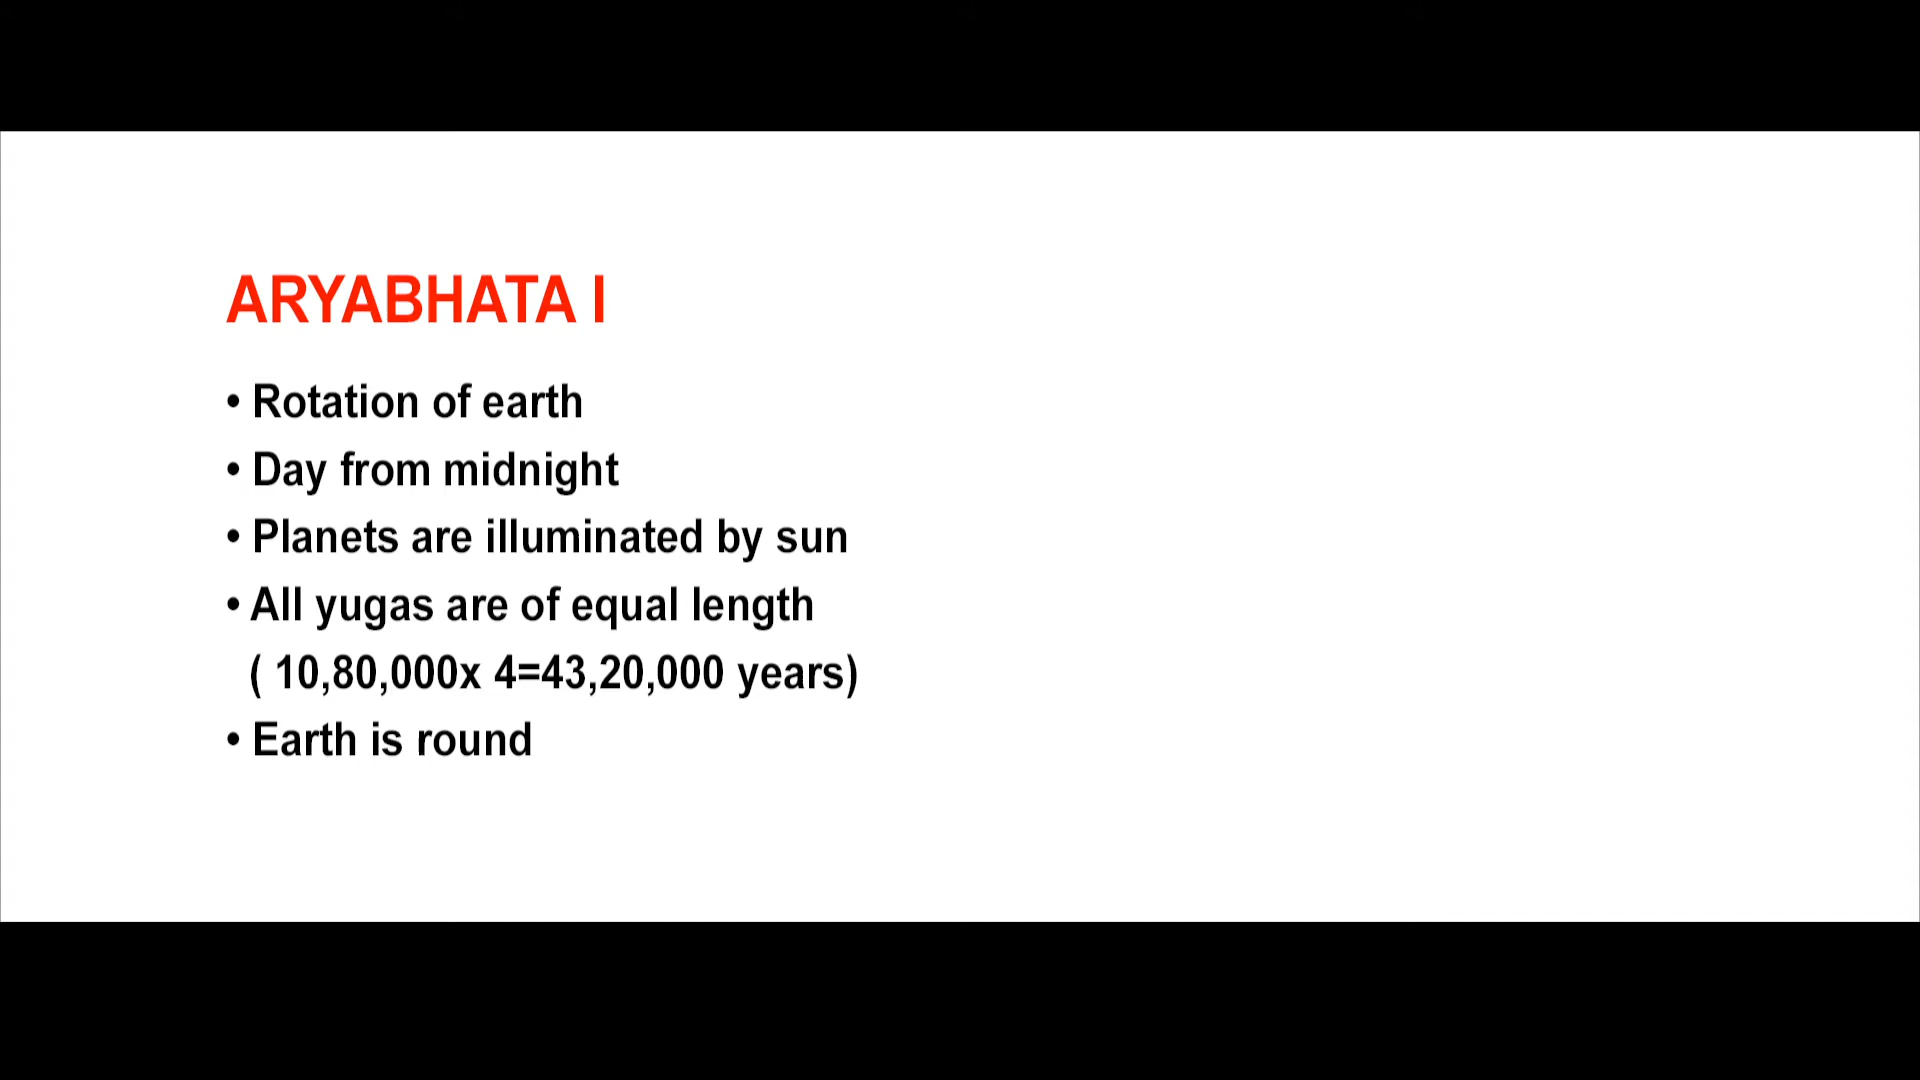 ARYABHATA I
• Rotation of earth
• Day from midnight
• Planets are illuminated by sun
• All yugas are of equal length
( 10,80,000x 4=43,20,000 years)
• Earth is round